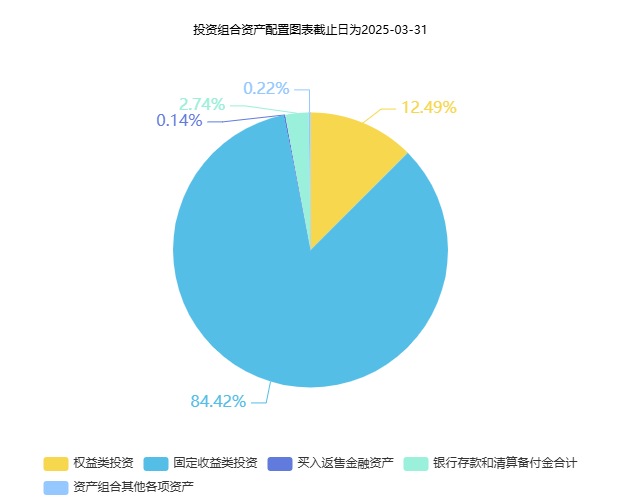 投资组合资产配置图表截止日为2025-03-31
0.22%
2.74%
12.49%
0.14%
84.42%
权益类投资 固定收益类投资 买入返售金融资产 银行存款和清算备付金合计
资产组合其他各项资产